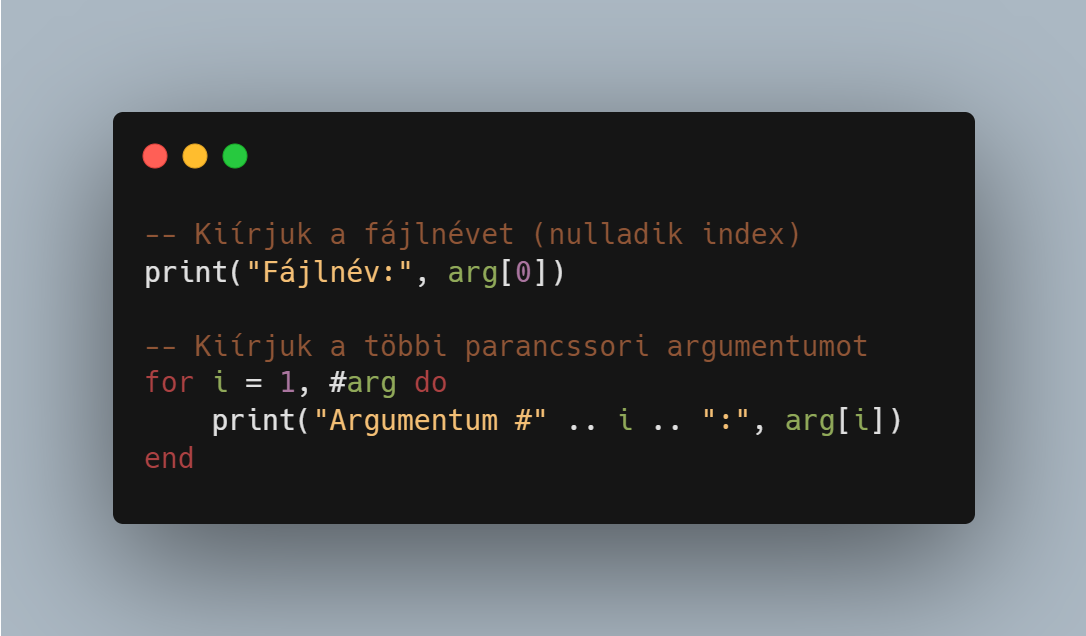 -- Kiírjuk a fájlnévet (nulladik index)
print("Fájlnév:", arg[0])
-- Kiírjuk a többi parancssori argumentumot
for i = 1, #arg do
    print("Argumentum #" .. i .. ":", arg[i])
end